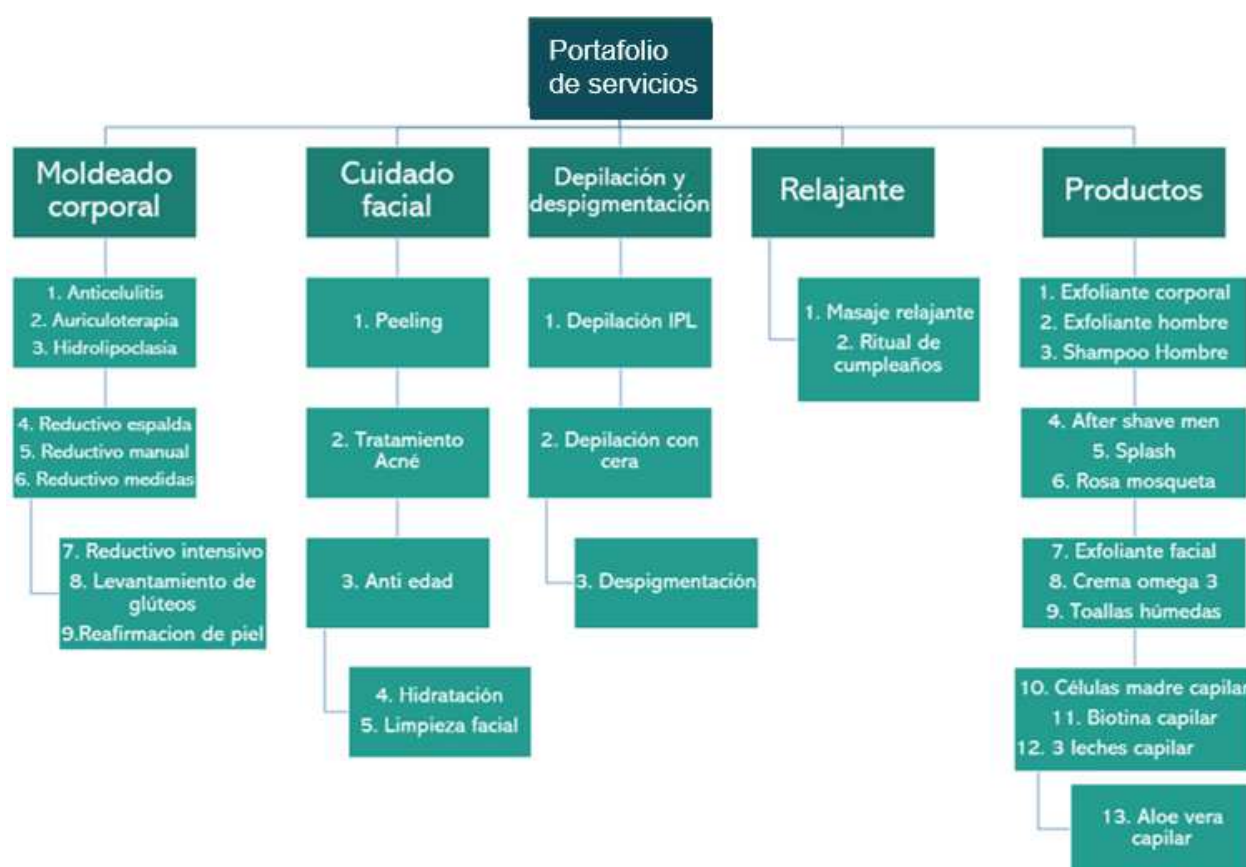 Portafolio
de servicios
Moldeado
corporal
1. Anticelulitis
2. Auriculoterapia
3. Hidrolipoclasia
4. Reductivo espalda
5. Reductivo manual
6. Reductivo medidas
7. Reductivo intensivo
8. Levantamiento de
glúteos
9.Reafirmacion de piel
Cuidado
facial
1. Peeling
2. Tratamiento
Acné
3. Anti edad
4. Hidratación
5. Limpieza facial
Depilación y
despigmentación
1. Depilación IPL
2. Depilación con
cera
3. Despigmentación
Relajante
1. Masaje relajante
2. Ritual de
cumpleaños
Productos
1. Exfoliante corporal
2. Exfoliante hombre
3. Shampoo Hombre
4. After shave men
5. Splash
6. Rosa mosqueta
7. Exfoliante facial
8. Crema omega 3
9. Toallas húmedas
10. Células madre capilar
11. Biotina capilar
12. 3 leches capilar
13. Aloe vera
capilar